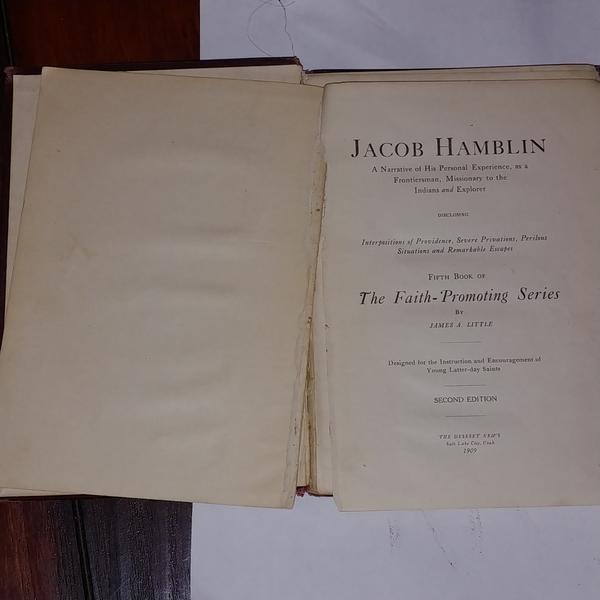 JACOB HAMBLIN
A Narrative of His Personal Experience, as a
Frontiersman, Missionary to the
Indians and Explorer
DISCLOSING
Interpositions of Providence, Severe Privations, Perilous
Situations and Remarkable Escapes
FIFTH BOOK OF
The Faith-Promoting Series
BY
JAMES A. LITTLE
Designed for the Instruction and Encouragement of
Young Latter-day Saints
SECOND EDITION
THE DESERET NEWS
Salt Lake City, Utah
1909